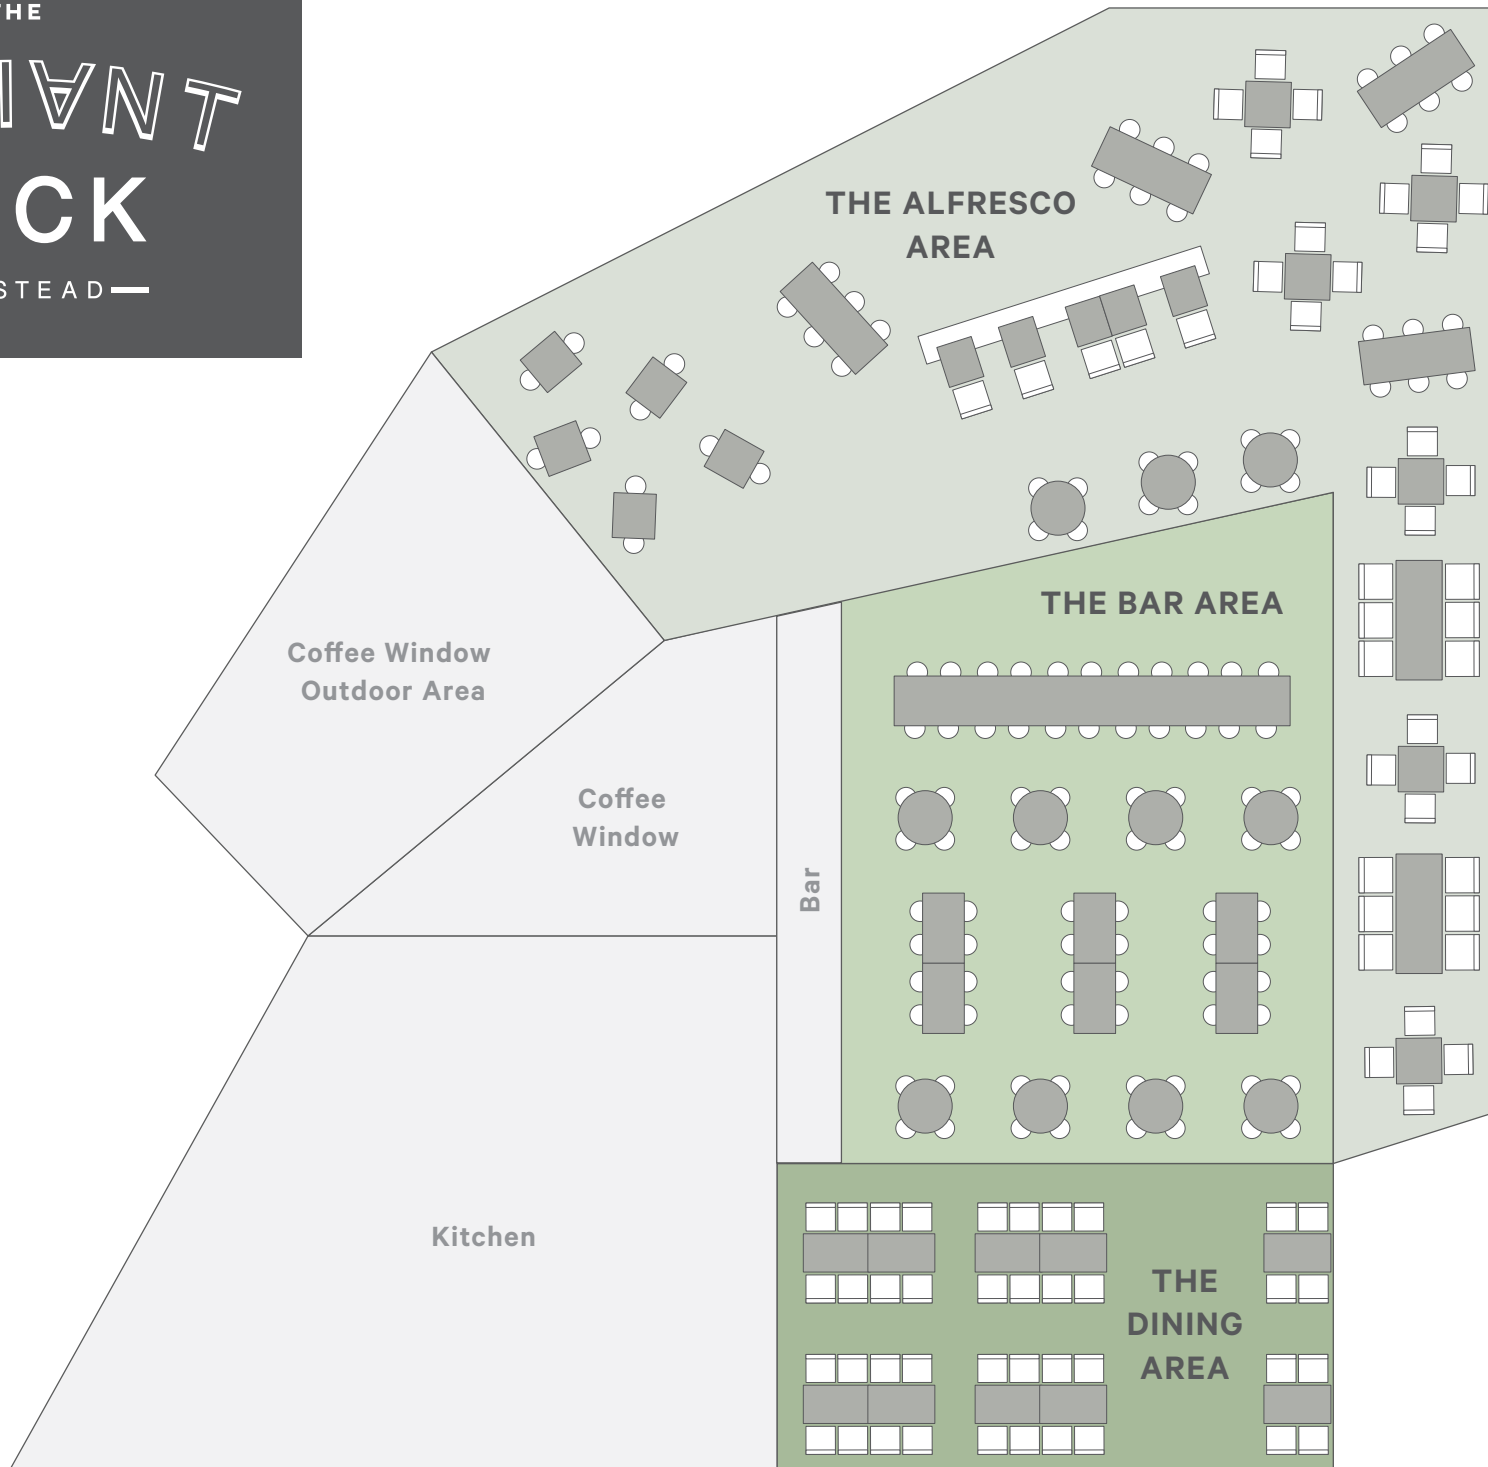 THE
IANT
CK
STEAD
THE ALFRESCO
AREA
THE BAR AREA
Coffee Window
Outdoor Area
Coffee
Window
Bar
Kitchen
THE
DINING
AREA